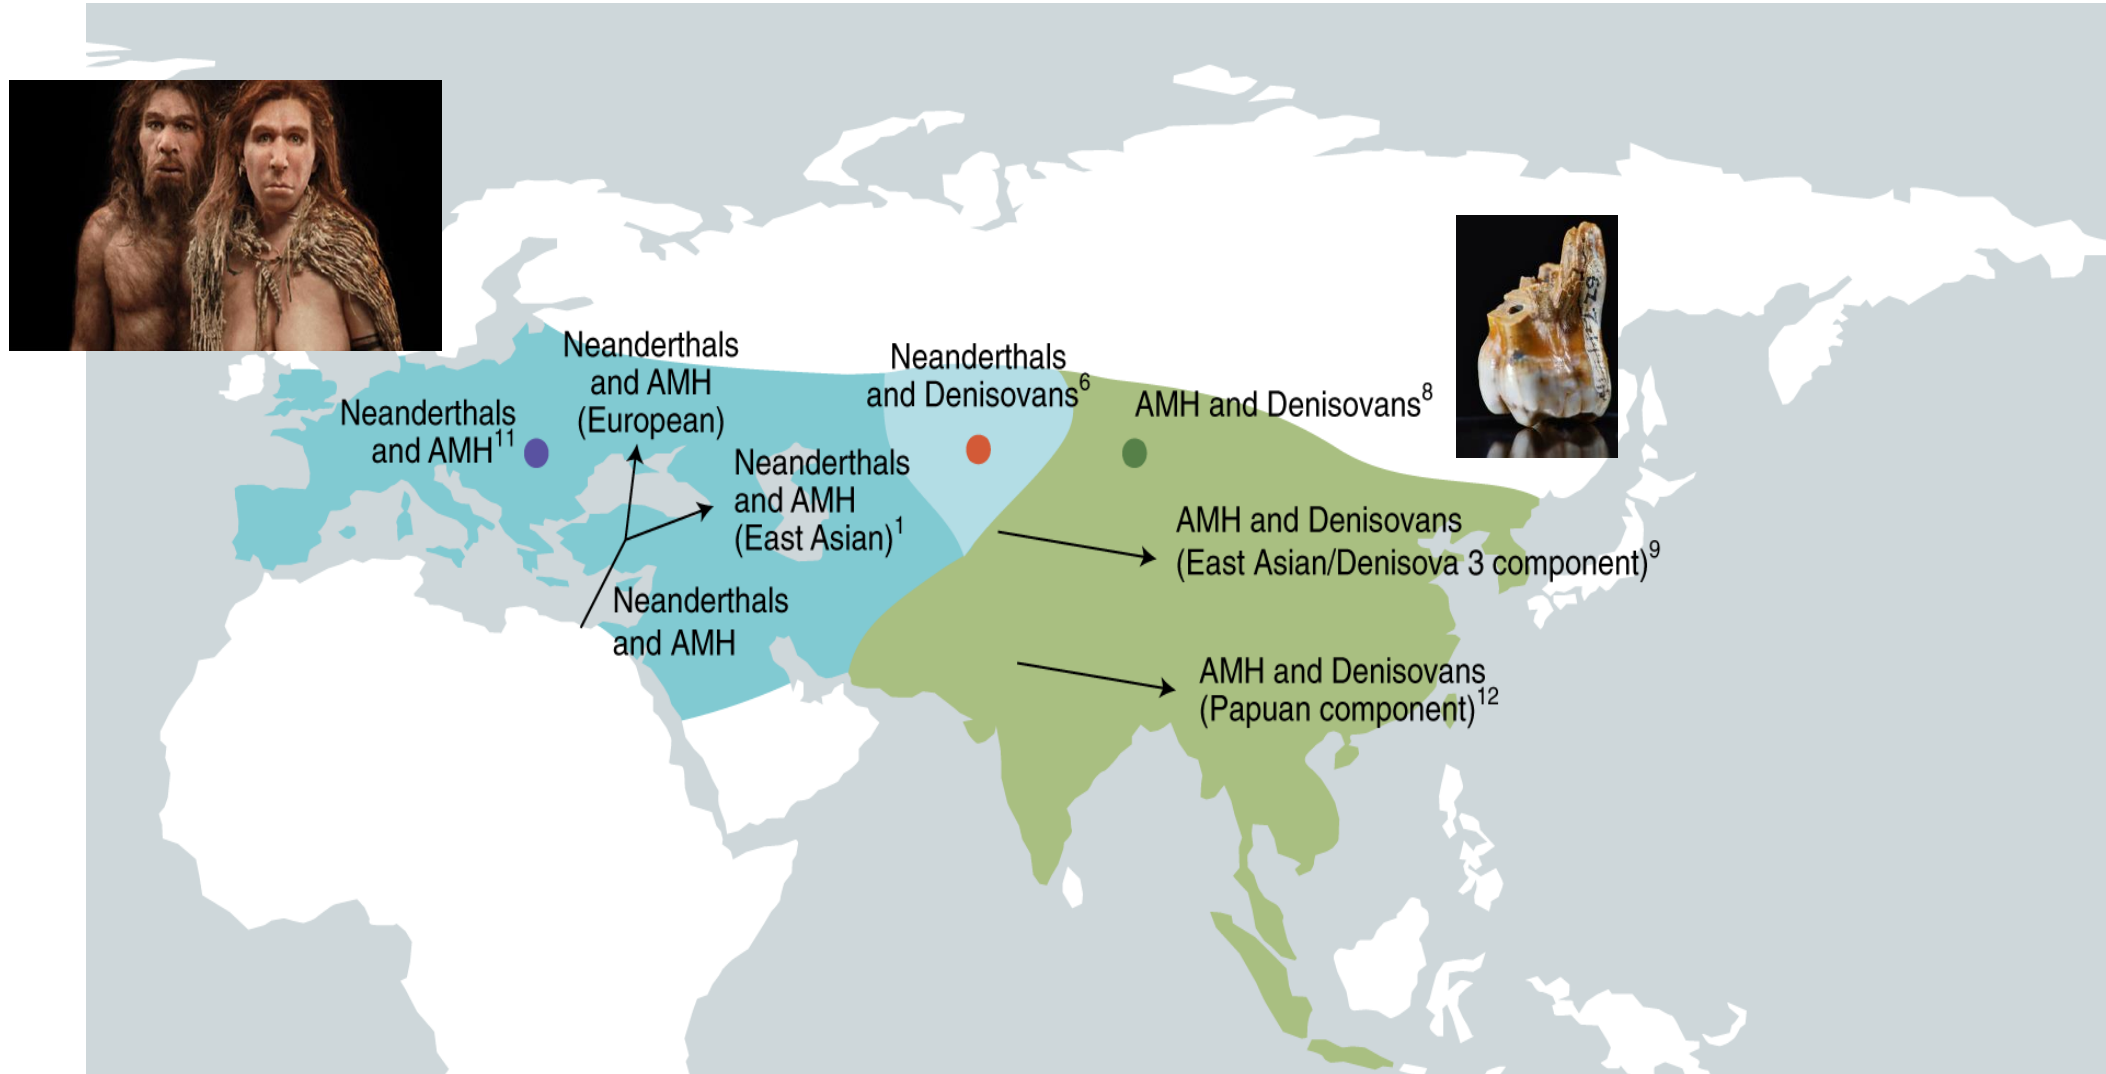 Neanderthals
and AMH
(European)
Neanderthals
and Denisovans⁶
AMH and Denisovans⁸
Neanderthals
and AMH¹¹
Neanderthals
and AMH
(East Asian)¹
AMH and Denisovans
(East Asian/Denisova 3 component)⁹
Neanderthals
and AMH
AMH and Denisovans
(Papuan component)¹²